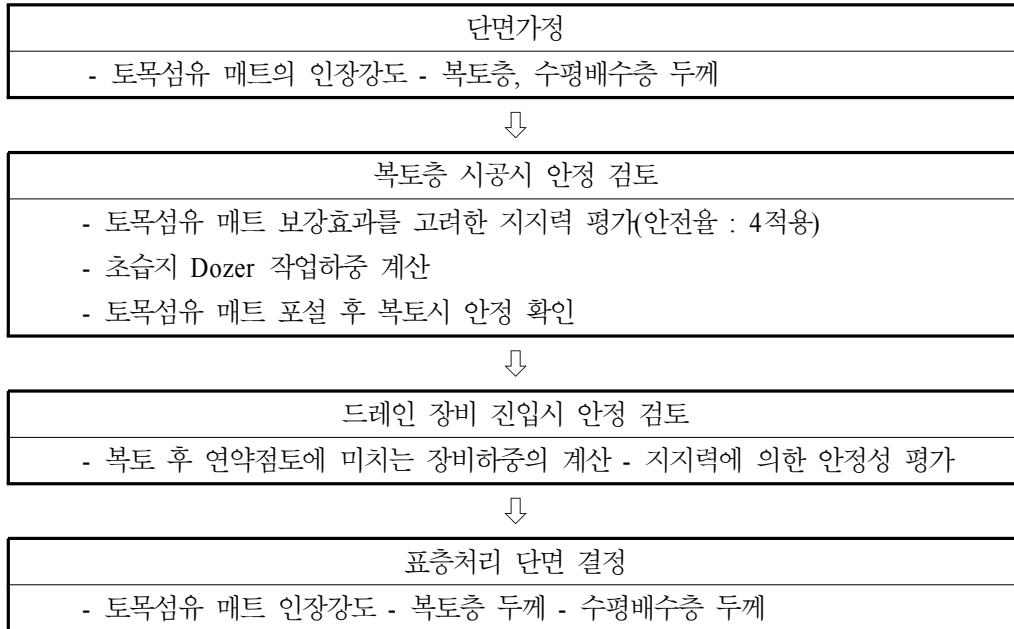 단면가정
- 토목섬유 매트의 인장강도 - 복토층, 수평배수층 두께
⇩
복토층 시공시 안정 검토
- 토목섬유 매트 보강효과를 고려한 지지력 평가(안전율 : 4적용)
- 초습지 Dozer 작업하중 계산
- 토목섬유 매트 포설 후 복토시 안정 확인
⇩
드레인 장비 진입시 안정 검토
- 복토 후 연약점토에 미치는 장비하중의 계산 - 지지력에 의한 안정성 평가
⇩
표층처리 단면 결정
- 토목섬유 매트 인장강도 - 복토층 두께 - 수평배수층 두께